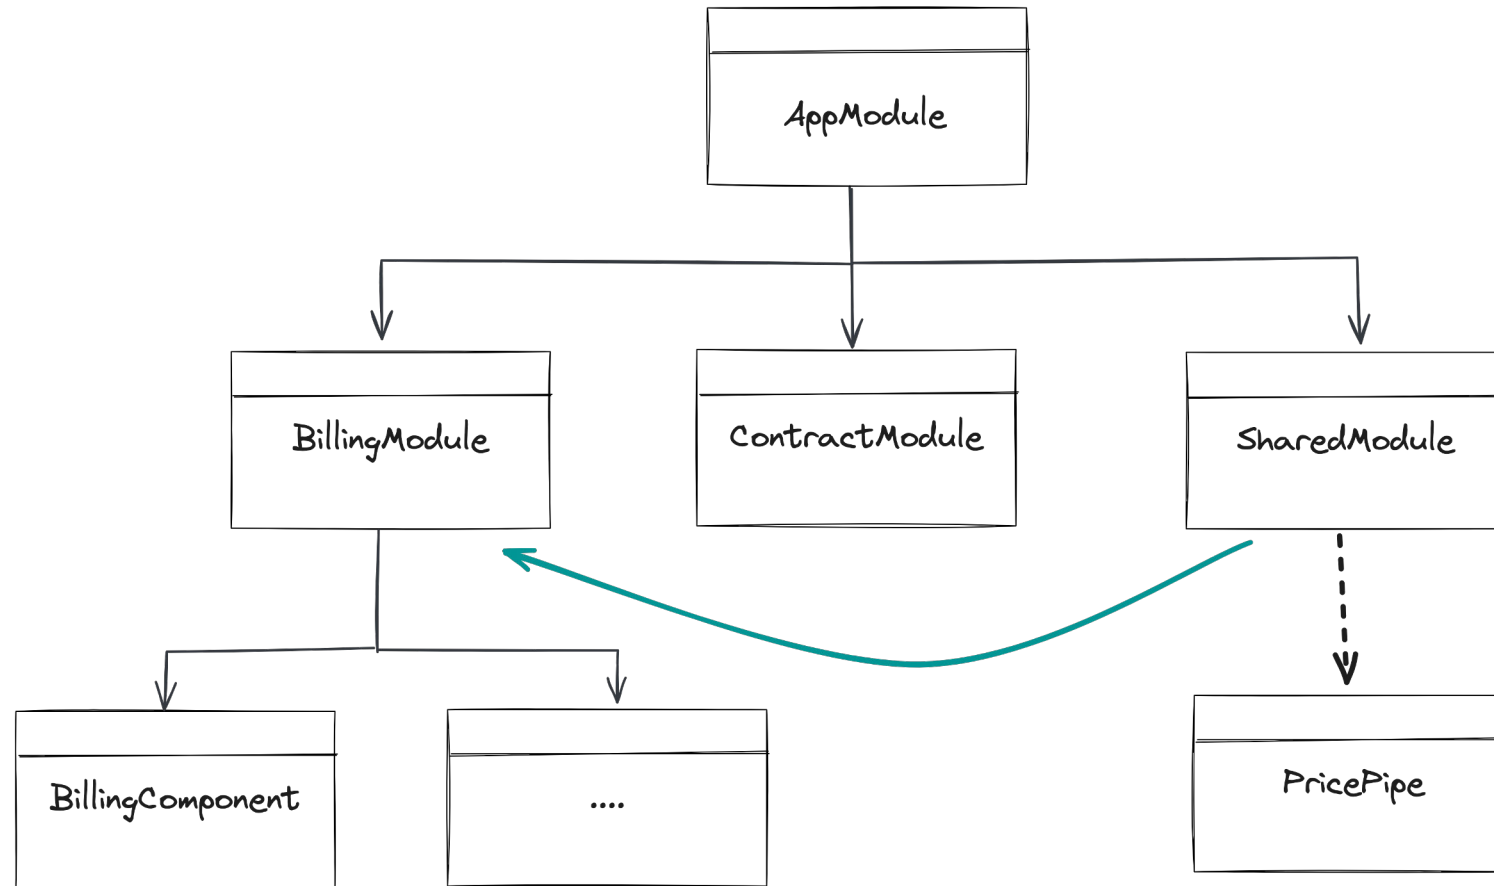 AppModule
BillingModule
ContractModule
SharedModule
BillingComponent
....
PricePipe